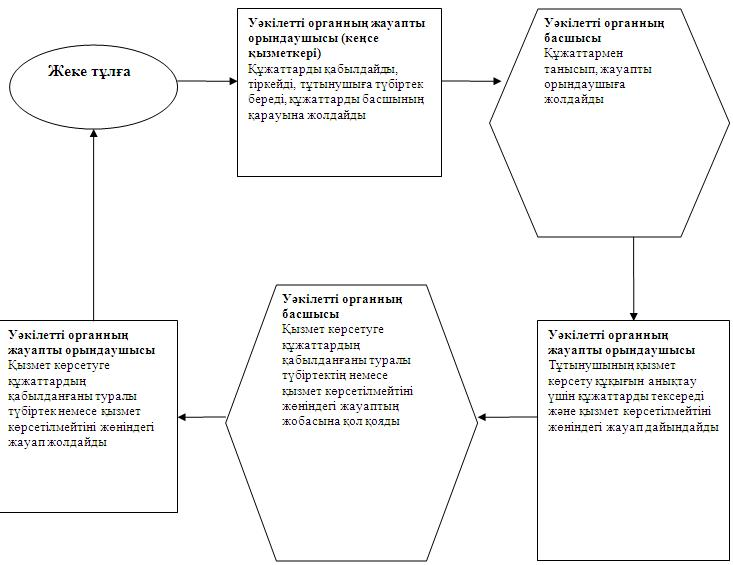 Жеке тұлға
Уәкілетті органның жауапты
орындаушысы (кеңсе
қызметкері)
Құжаттарды қабылдайды,
тіркейді, тұтынушыға түбіртек
береді, құжаттарды басшының
қарауына жолдайды
Уәкілетті органның
басшысы
Құжаттармен
танысып, жауапты
орындаушыға
жолдайды
Уәкілетті органның
жауапты орындаушысы
Тұтынушының қызмет
көрсету құқығын анықтау
үшін құжаттарды тексереді
және қызмет көрсетілмейтіні
жөніндегі жауап дайындайды
Уәкілетті органның
басшысы
Қызмет көрсетуге
құжаттардың
қабылданғаны туралы
түбіртектің немесе
қызмет көрсетілмейтіні
жөніндегі жауаптың
жобасына қол қояды
Уәкілетті органның
жауапты орындаушысы
Қызмет көрсетуге
құжаттардың
қабылданғаны туралы
түбіртек немесе қызмет
көрсетілмейтіні жөніндегі
жауап жолдайды